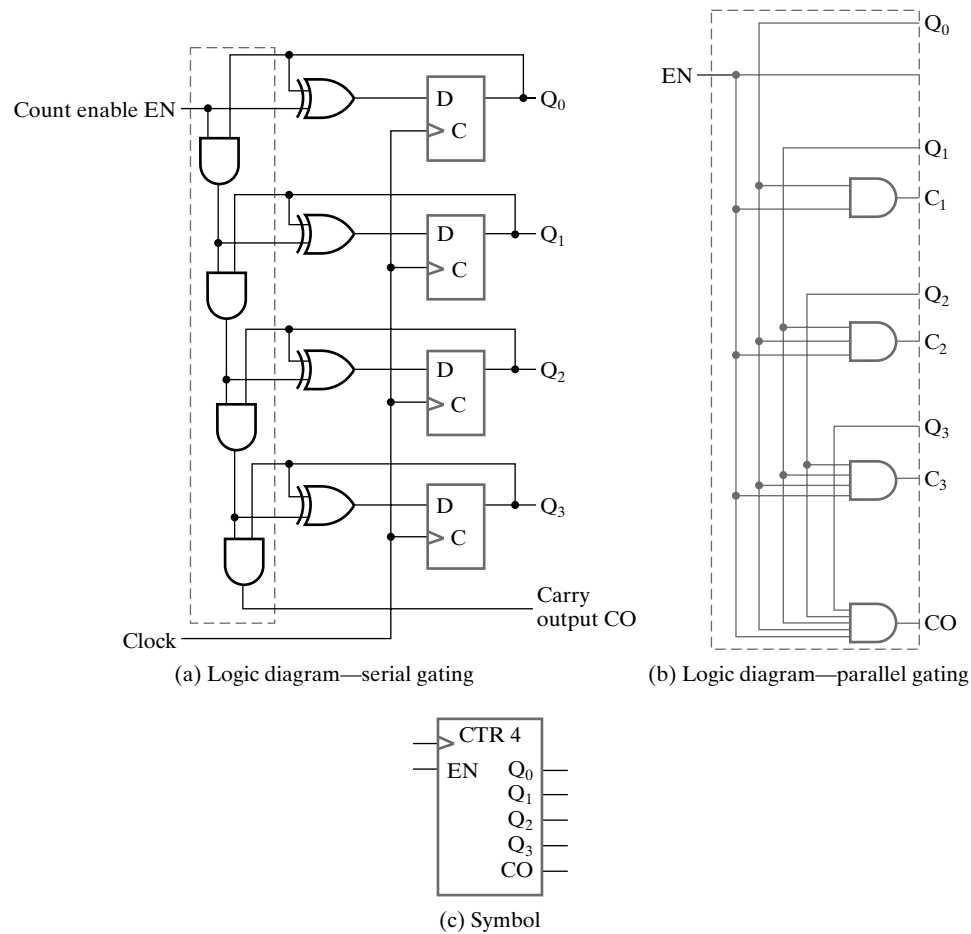 Count enable EN
D
C
Q0
D
C
Q1
D
C
Q2
D
C
Q3
Carry
output CO
Clock
(a) Logic diagram—serial gating
EN
Q0
Q1
C1
Q2
C2
Q3
C3
CO
(b) Logic diagram—parallel gating
CTR 4
EN
Q0
Q1
Q2
Q3
CO
(c) Symbol